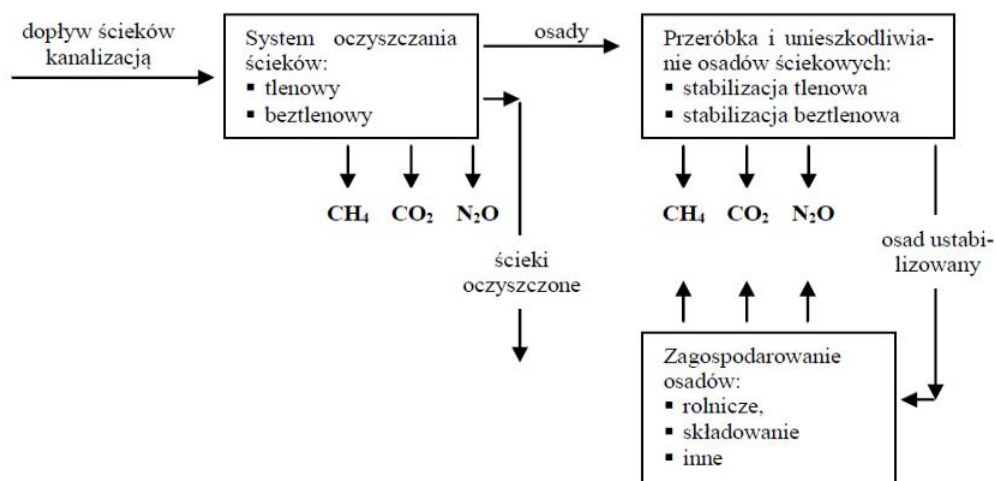 dopływ ścieków
kanalizacją
System oczyszczania
ścieków:
▪ tlenowy
▪ beztlenowy
osady
Przeróbka i unieszkodliwia-
nie osadów ściekowych:
▪ stabilizacja tlenowa
▪ stabilizacja beztlenowa
CH₄ CO₂ N₂O
CH₄ CO₂ N₂O
ścieki
oczyszczone
osad ustabi-
lizowany
Zagospodarowanie
osadów:
▪ rolnicze,
▪ składowanie
▪ inne